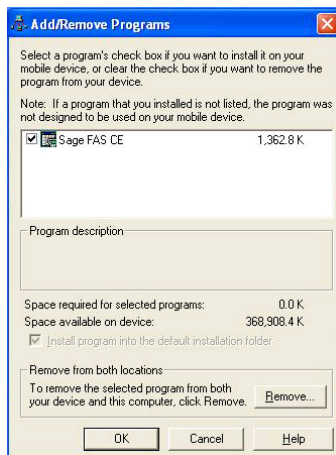 Add/Remove Programs
Select a program's check box if you want to install it on your
mobile device, or clear the check box if you want to remove the
program from your device.
Note: If a program that you installed is not listed, the program was
not designed to be used on your mobile device.
Sage FAS CE 1,362.8 K
Program description
Space required for selected programs: 0.0 K
Space available on device: 368,908.4 K
Install program into the default installation folder
Remove from both locations
To remove the selected program from both
your device and this computer, click Remove.
Remove...
OK Cancel Help